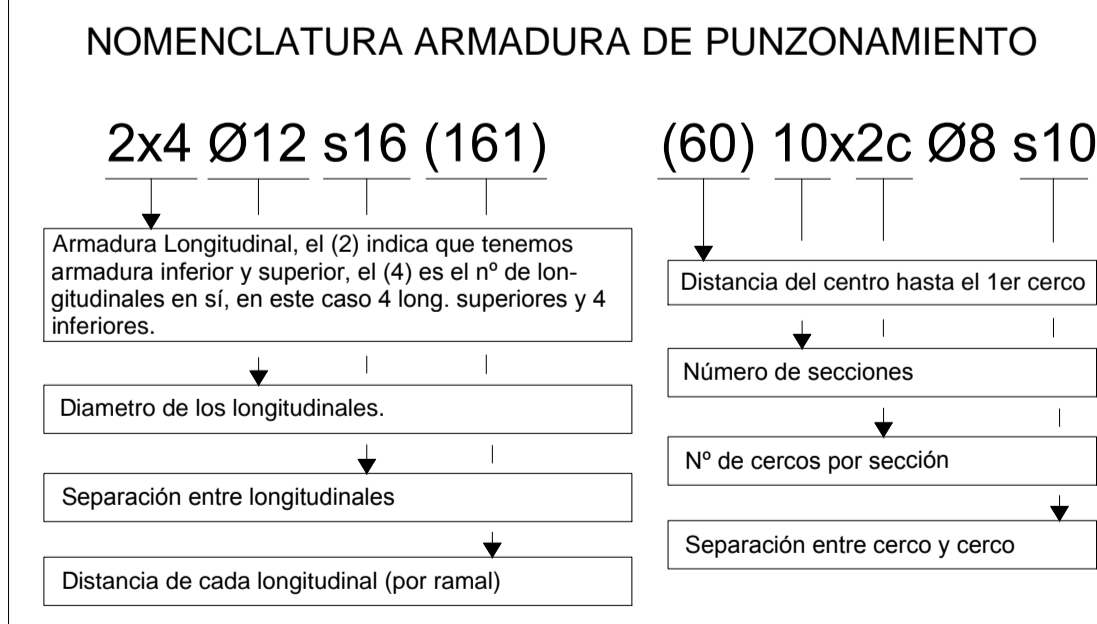 NOMENCLATURA ARMADURA DE PUNZONAMIENTO
2x4 Ø12 s16 (161)
Armadura Longitudinal, el (2) indica que tenemos
armadura inferior y superior, el (4) es el nº de lon-
gitudinales en sí, en este caso 4 long. superiores y 4
inferiores.
Diametro de los longitudinales.
Separación entre longitudinales
Distancia de cada longitudinal (por ramal)
(60) 10x2c Ø8 s10
Distancia del centro hasta el 1er cerco
Número de secciones
Nº de cercos por sección
Separación entre cerco y cerco